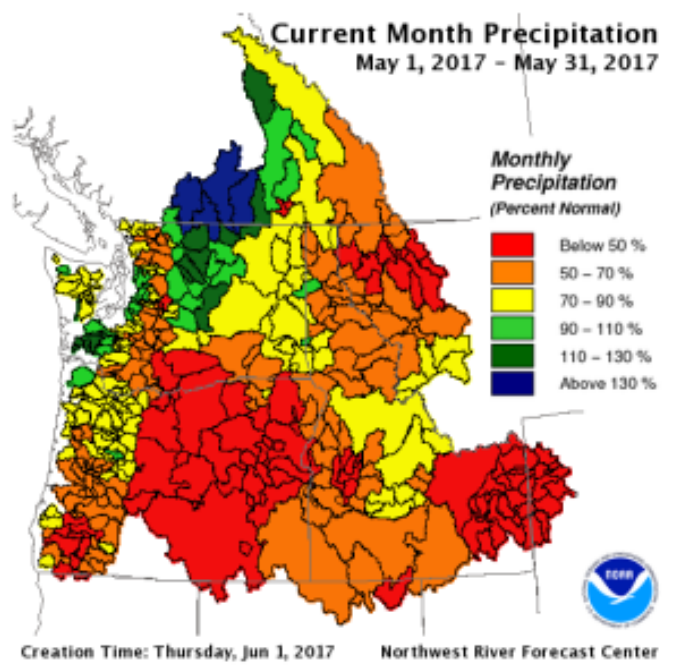 Current Month Precipitation
May 1, 2017 - May 31, 2017
Monthly
Precipitation
(Percent Normal)
Below 50 %
50 - 70 %
70 - 90 %
90 - 110 %
110 - 130 %
Above 130 %
NOAA
Creation Time: Thursday, Jun 1, 2017
Northwest River Forecast Center